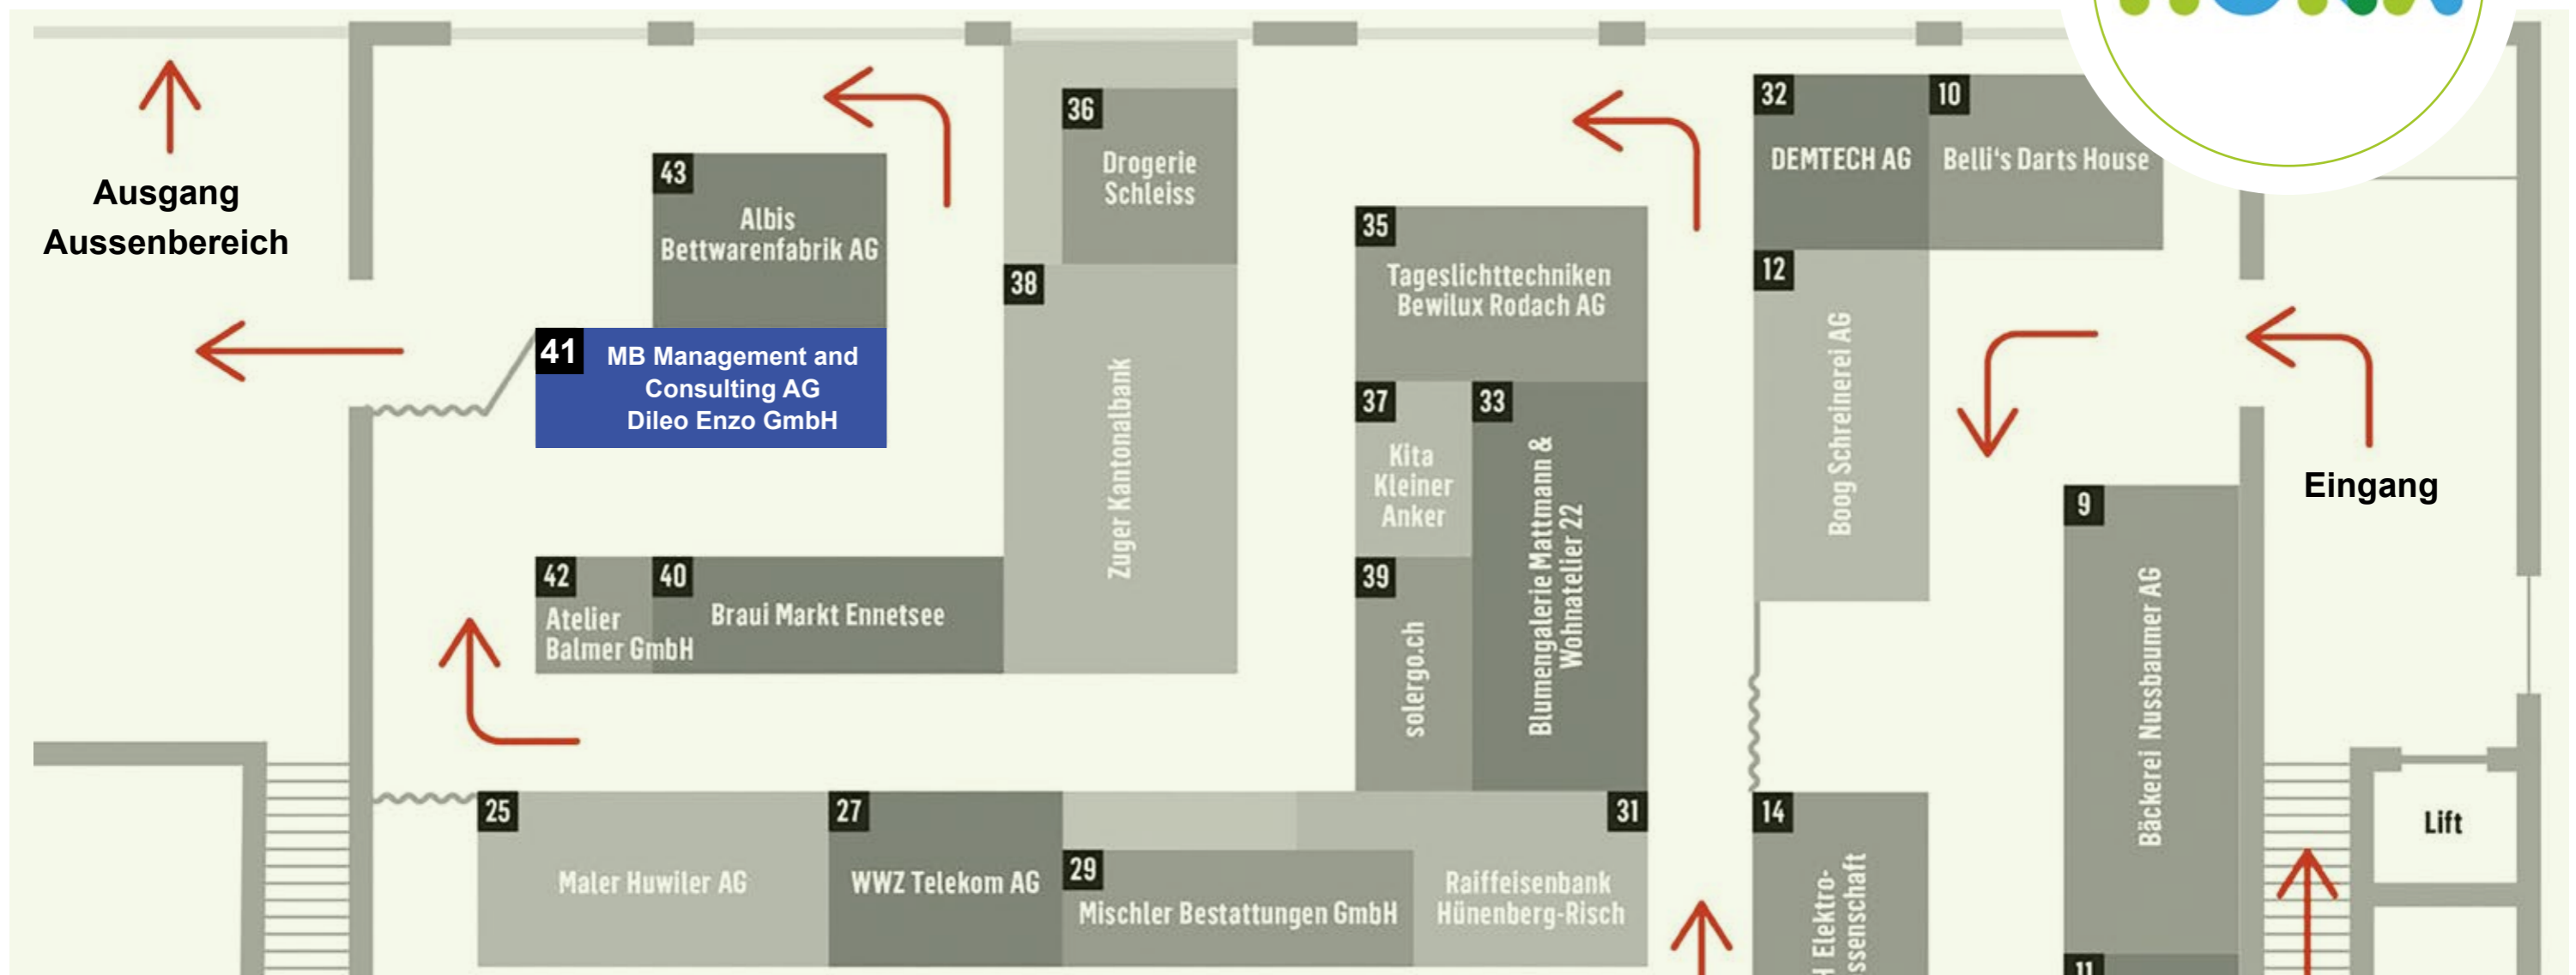 Ausgang
Aussenbereich
43
Albis
Bettwarenfabrik AG
41
MB Management and
Consulting AG
Dileo Enzo GmbH
42
Atelier
Balmer GmbH
40
Braui Markt Ennetsee
36
Drogerie
Schleiss
38
Zuger Kantonalbank
35
Tageslichttechniken
Bewilux Rodach AG
37
Kita
Kleiner
Anker
33
Blumengalerie Mattmann &
Wohnatelier 22
39
solergo.ch
32
DEMTECH AG
10
Belli's Darts House
12
Boog Schreinerei AG
9
Bäckerei Nussbaumer AG
Eingang
Lift
25
Maler Huwiler AG
27
WWZ Telekom AG
29
Mischler Bestattungen GmbH
31
Raiffeisenbank
Hünenberg-Risch
14
Elektro-
11